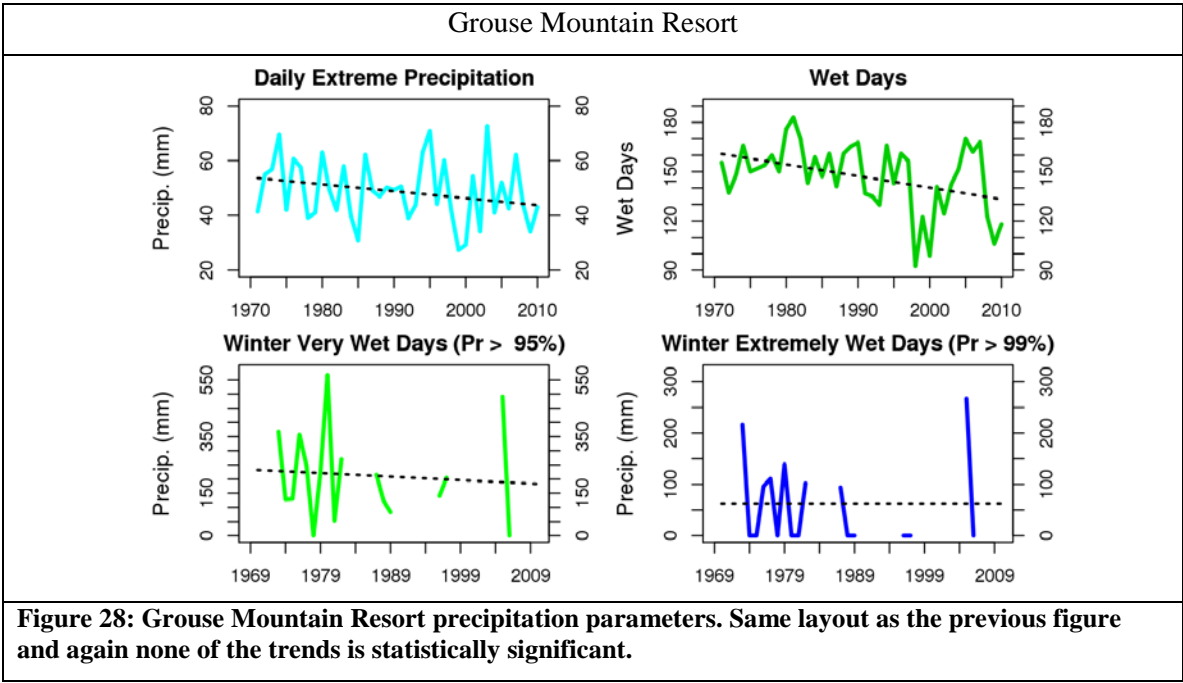 Grouse Mountain Resort
Daily Extreme Precipitation
Precip. (mm)
80
60
40
20
80
60
40
20
1970 1980 1990 2000 2010
Wet Days
Wet Days
180
150
120
90
180
150
120
90
1970 1980 1990 2000 2010
Winter Very Wet Days (Pr > 95%)
Precip. (mm)
550
350
150
0
550
350
150
0
1969 1979 1989 1999 2009
Winter Extremely Wet Days (Pr > 99%)
Precip. (mm)
300
200
100
0
300
200
100
0
1969 1979 1989 1999 2009
Figure 28: Grouse Mountain Resort precipitation parameters. Same layout as the previous figure
and again none of the trends is statistically significant.